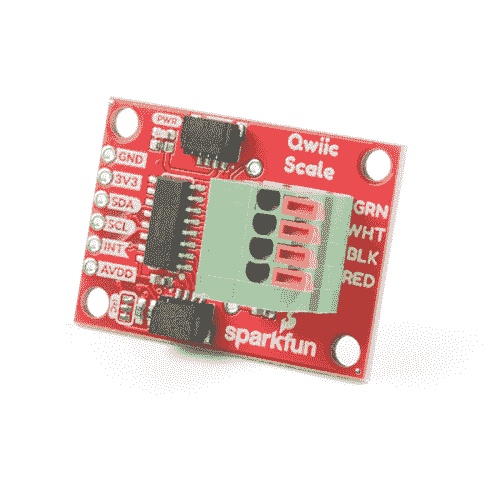 PWR
Qwiic
Scale
GND
3V3
SDA
SCL
INT
AVDD
GRN
WHT
BLK
RED
sparkfun